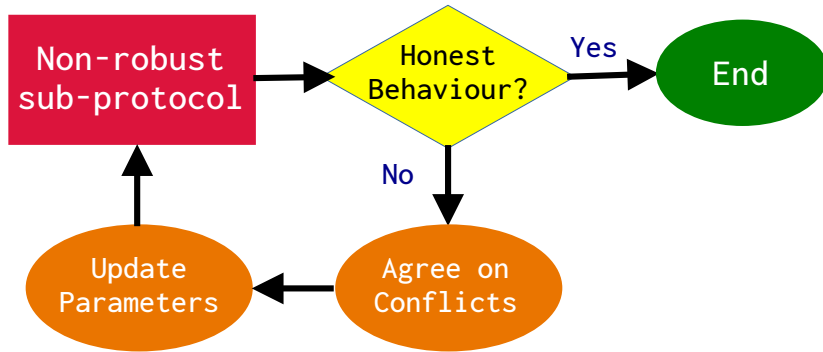 Non-robust
sub-protocol
Honest
Behaviour?
Yes
End
No
Update
Parameters
Agree on
Conflicts